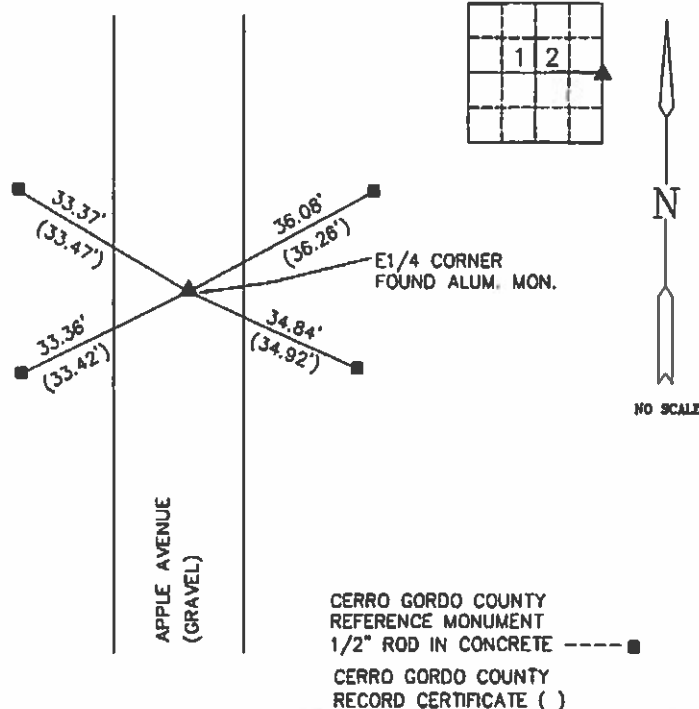 1 2
N
NO SCALE
33.37'
(33.47')
36.08'
(36.26')
E1/4 CORNER
FOUND ALUM. MON.
33.36'
(33.42')
34.84'
(34.92')
APPLE AVENUE
(GRAVEL)
CERRO GORDO COUNTY
REFERENCE MONUMENT
1/2" ROD IN CONCRETE
CERRO GORDO COUNTY
RECORD CERTIFICATE ( )